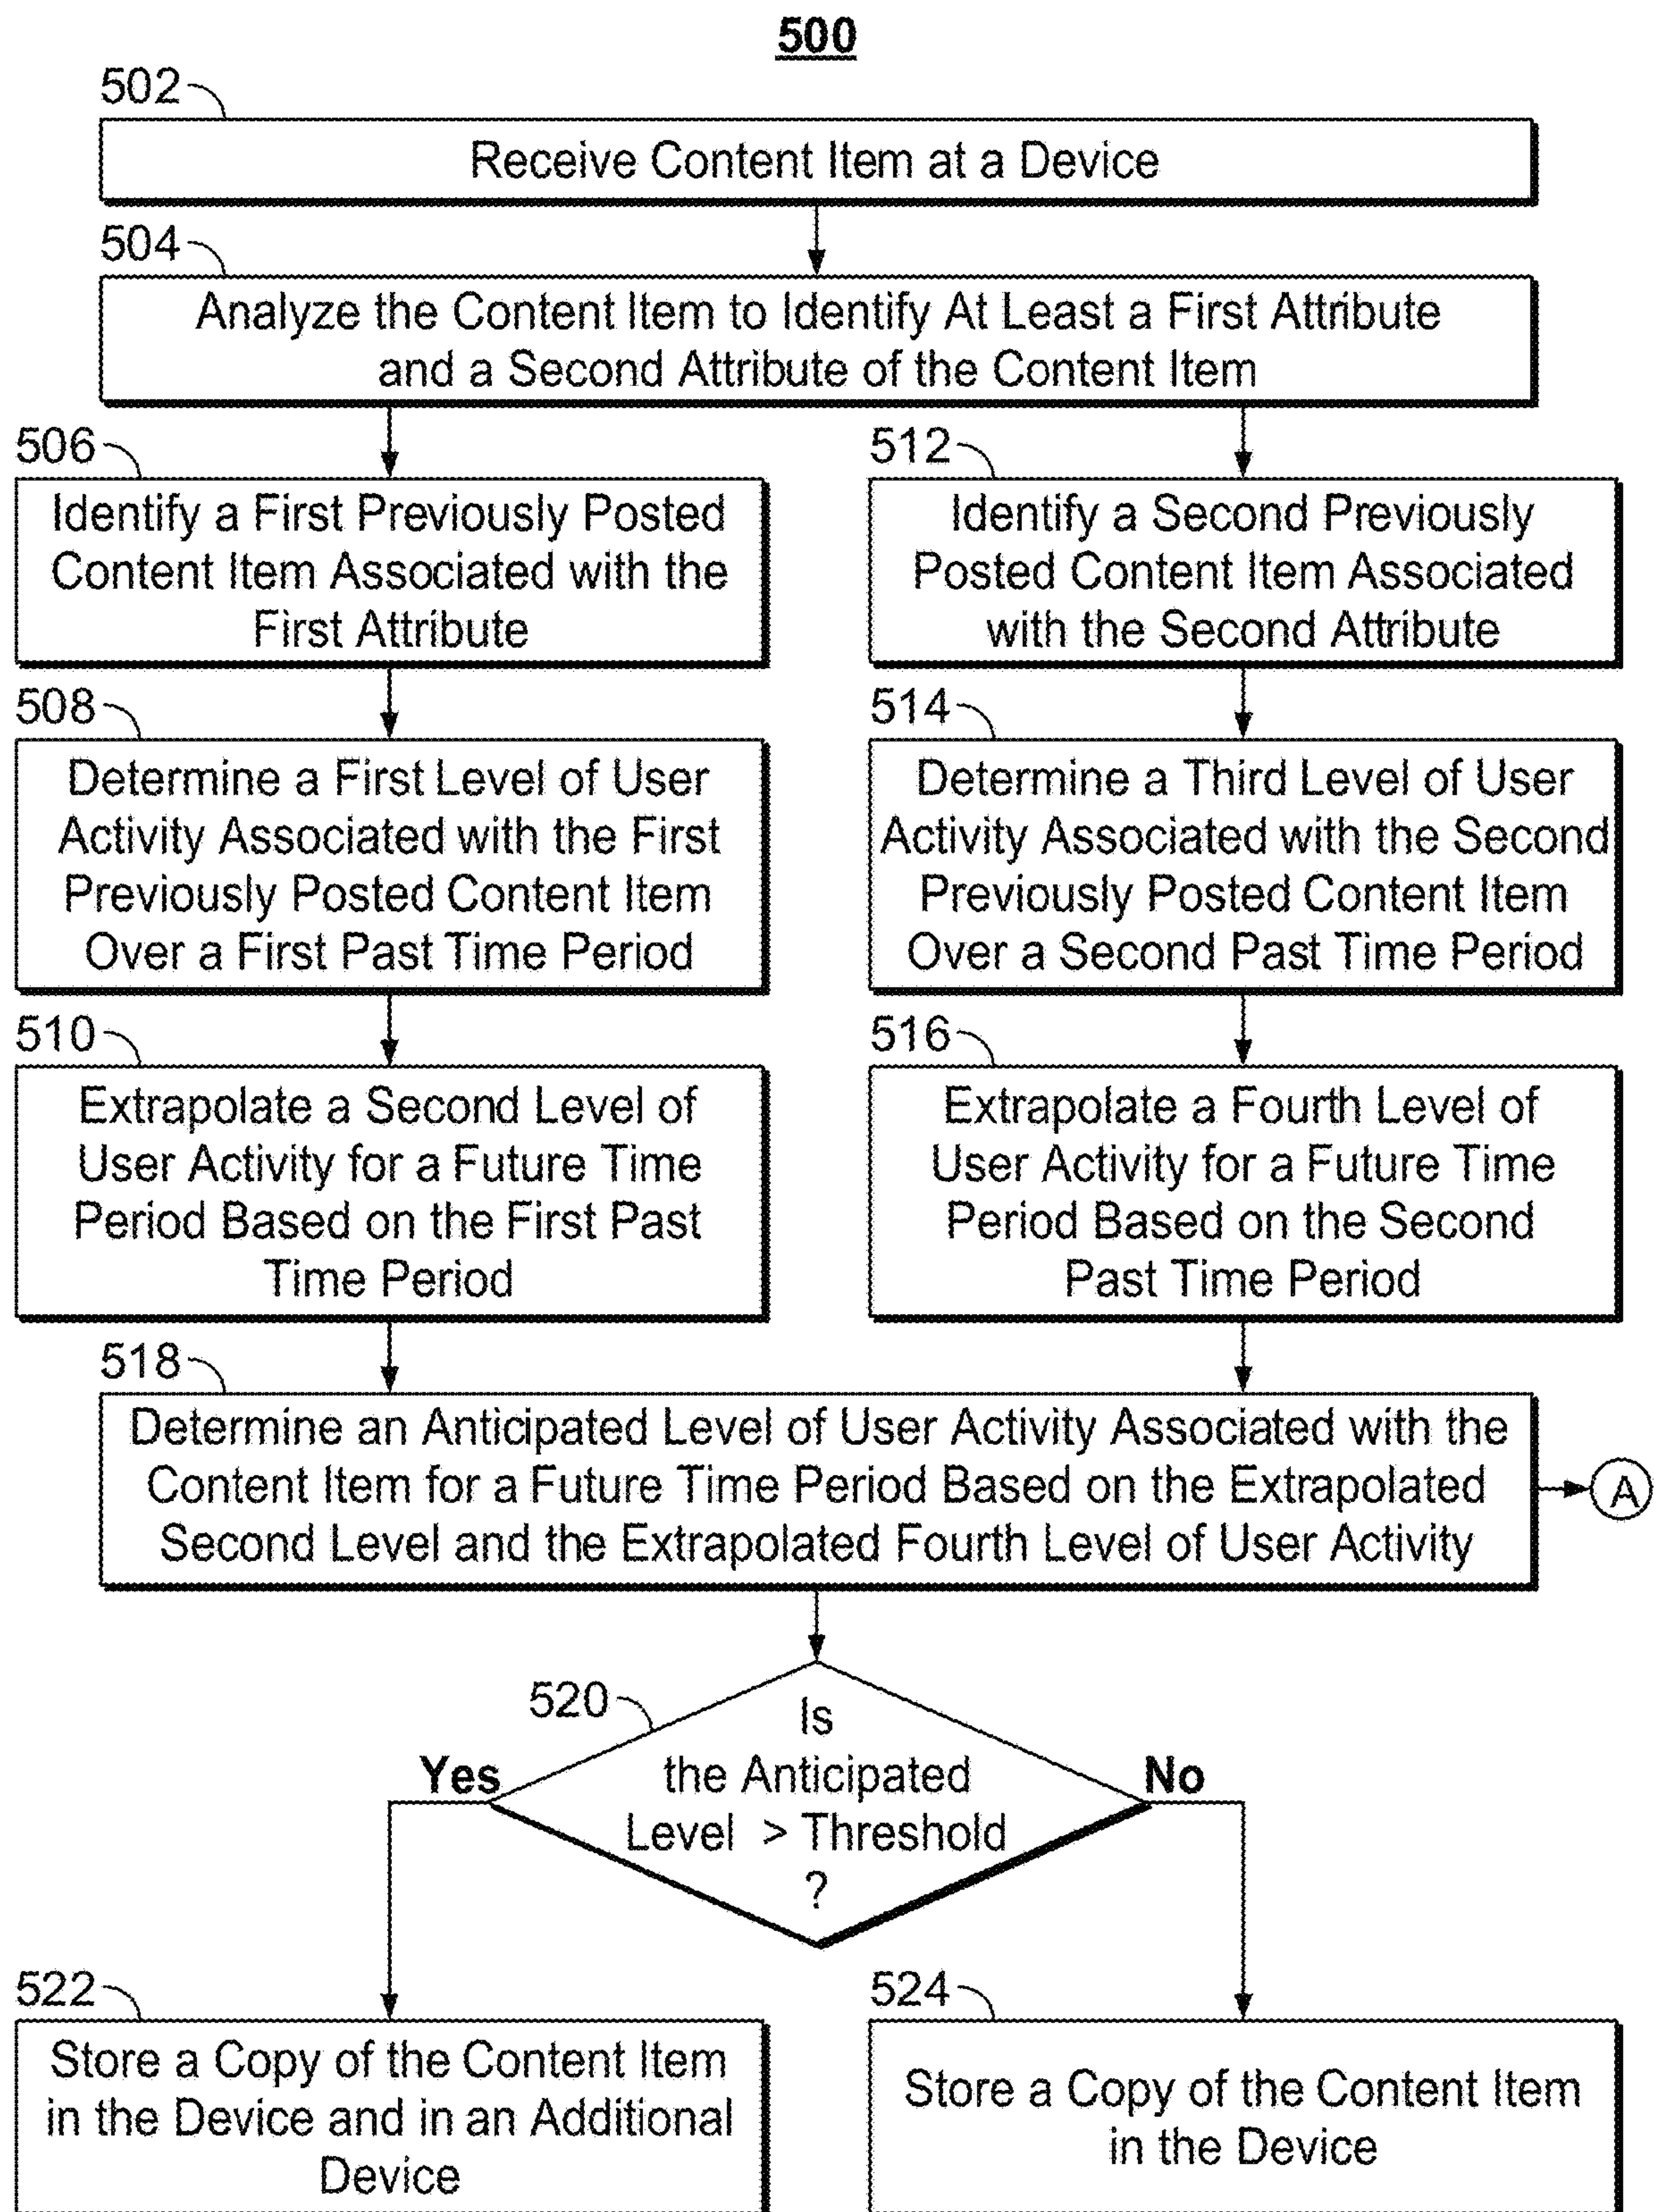 500
502
Receive Content Item at a Device
504
Analyze the Content Item to Identify At Least a First Attribute
and a Second Attribute of the Content Item
506
Identify a First Previously Posted
Content Item Associated with the
First Attribute
512
Identify a Second Previously
Posted Content Item Associated
with the Second Attribute
508
Determine a First Level of User
Activity Associated with the First
Previously Posted Content Item
Over a First Past Time Period
514
Determine a Third Level of User
Activity Associated with the Second
Previously Posted Content Item
Over a Second Past Time Period
510
Extrapolate a Second Level of
User Activity for a Future Time
Period Based on the First Past
Time Period
516
Extrapolate a Fourth Level of
User Activity for a Future Time
Period Based on the Second
Past Time Period
518
Determine an Anticipated Level of User Activity Associated with the
Content Item for a Future Time Period Based on the Extrapolated
Second Level and the Extrapolated Fourth Level of User Activity
A
520
Is
the Anticipated
Level > Threshold
?
Yes
No
522
Store a Copy of the Content Item
in the Device and in an Additional
Device
524
Store a Copy of the Content Item
in the Device